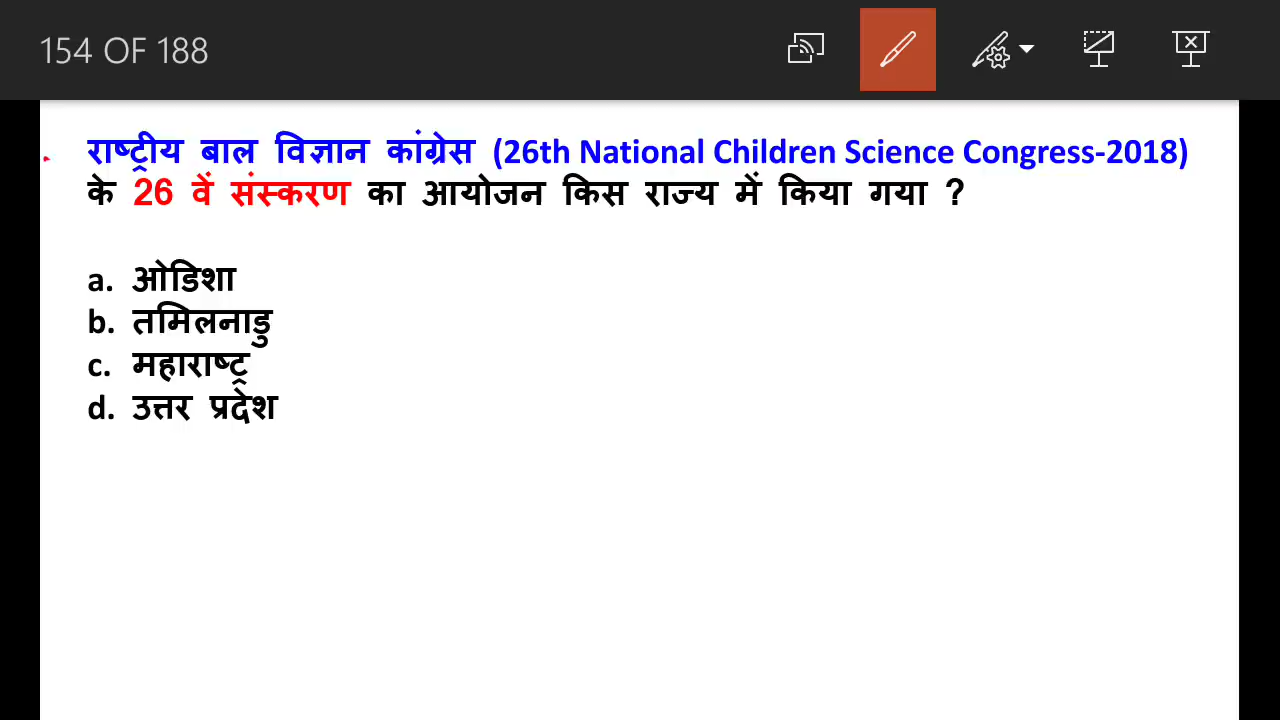 154 OF 188
राष्ट्रीय बाल विज्ञान कांग्रेस (26th National Children Science Congress-2018)
के 26 वें संस्करण का आयोजन किस राज्य में किया गया ?
a. ओडिशा
b. तमिलनाडु
c. महाराष्ट्र
d. उत्तर प्रदेश